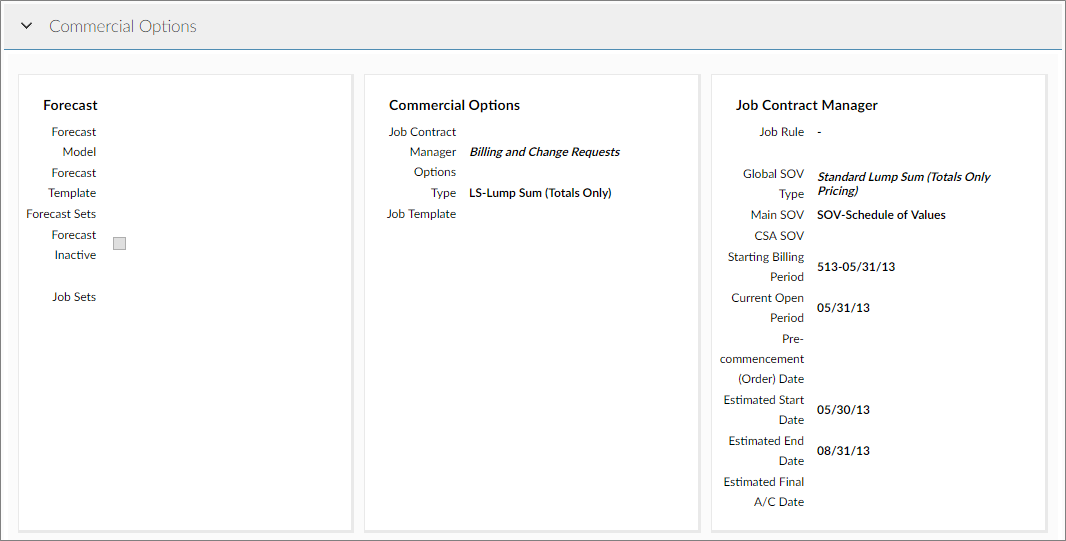 Commercial Options
Forecast
Forecast
Model
Forecast
Template
Forecast Sets
Forecast
Inactive
Job Sets
Commercial Options
Job Contract
Manager Billing and Change Requests
Options
Type LS-Lump Sum (Totals Only)
Job Template
Job Contract Manager
Job Rule -
Global SOV Standard Lump Sum (Totals Only
Type Pricing)
Main SOV SOV-Schedule of Values
CSA SOV
Starting Billing
Period 513-05/31/13
Current Open
Period 05/31/13
Pre-
commencement
(Order) Date
Estimated Start
Date 05/30/13
Estimated End
Date 08/31/13
Estimated Final
A/C Date